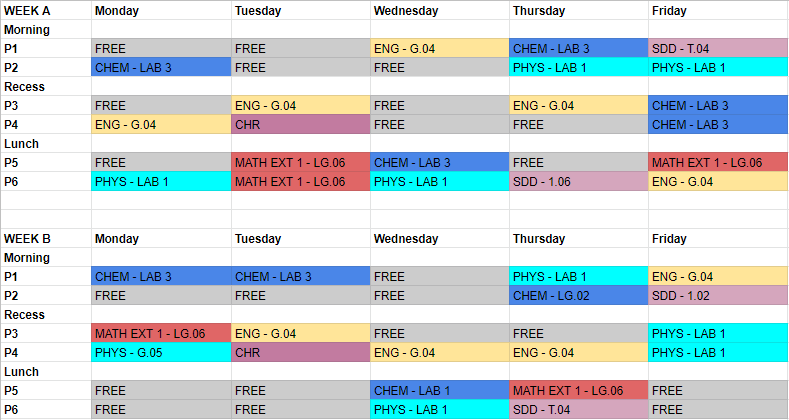 WEEK A Monday Tuesday Wednesday Thursday Friday
Morning
P1 FREE FREE ENG - G.04 CHEM - LAB 3 SDD - T.04
P2 CHEM - LAB 3 FREE FREE PHYS - LAB 1 PHYS - LAB 1
Recess
P3 FREE ENG - G.04 FREE ENG - G.04 CHEM - LAB 3
P4 ENG - G.04 CHR FREE FREE CHEM - LAB 3
Lunch
P5 FREE MATH EXT 1 - LG.06 CHEM - LAB 3 FREE MATH EXT 1 - LG.06
P6 PHYS - LAB 1 MATH EXT 1 - LG.06 PHYS - LAB 1 SDD - 1.06 ENG - G.04
WEEK B Monday Tuesday Wednesday Thursday Friday
Morning
P1 CHEM - LAB 3 CHEM - LAB 3 FREE PHYS - LAB 1 ENG - G.04
P2 FREE FREE FREE CHEM - LG.02 SDD - 1.02
Recess
P3 MATH EXT 1 - LG.06 ENG - G.04 FREE FREE PHYS - LAB 1
P4 PHYS - G.05 CHR ENG - G.04 ENG - G.04 PHYS - LAB 1
Lunch
P5 FREE FREE CHEM - LAB 1 MATH EXT 1 - LG.06 FREE
P6 FREE FREE PHYS - LAB 1 SDD - T.04 FREE